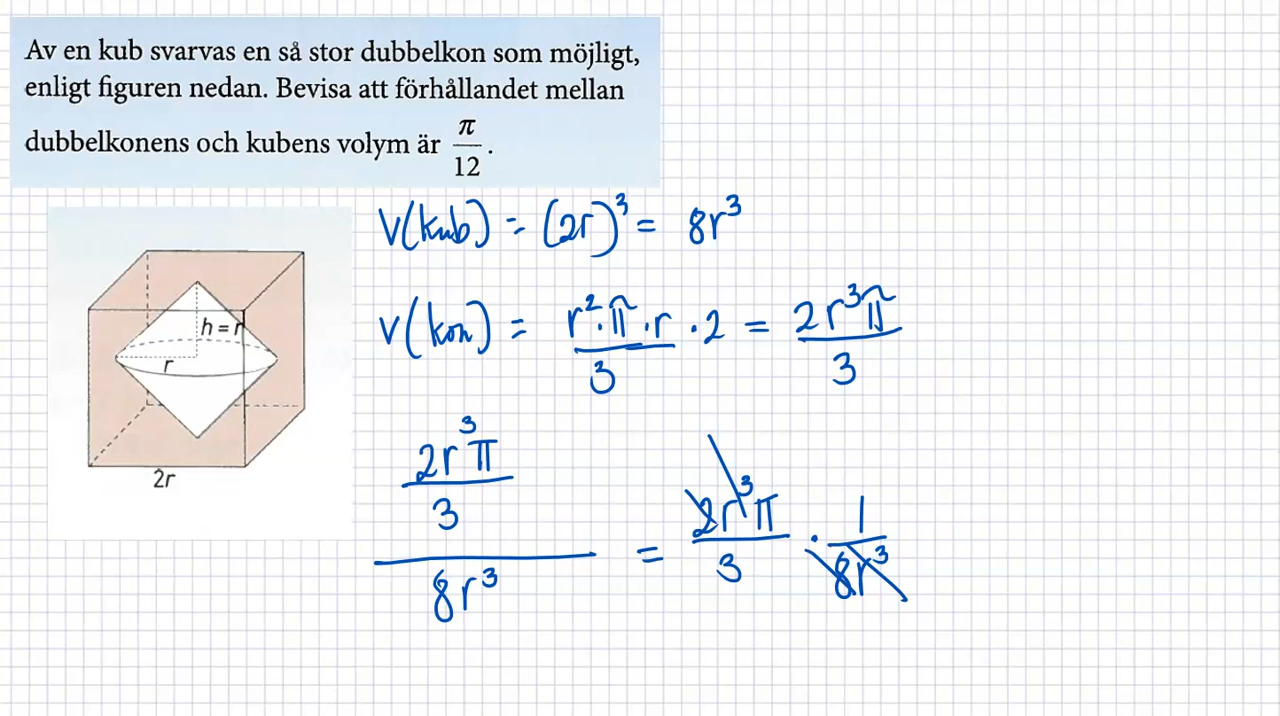 Av en kub svarvas en så stor dubbelkon som möjligt,
enligt figuren nedan. Bevisa att förhållandet mellan
dubbelkonens och kubens volym är π/12.
V(kub) = (2r)³ = 8r³
V(kon) = r²·π·r/3 · 2 = 2r³π/3
h = r
r
2r
2r³π/3 / 8r³ = 2r³π/3 · 1/8r³